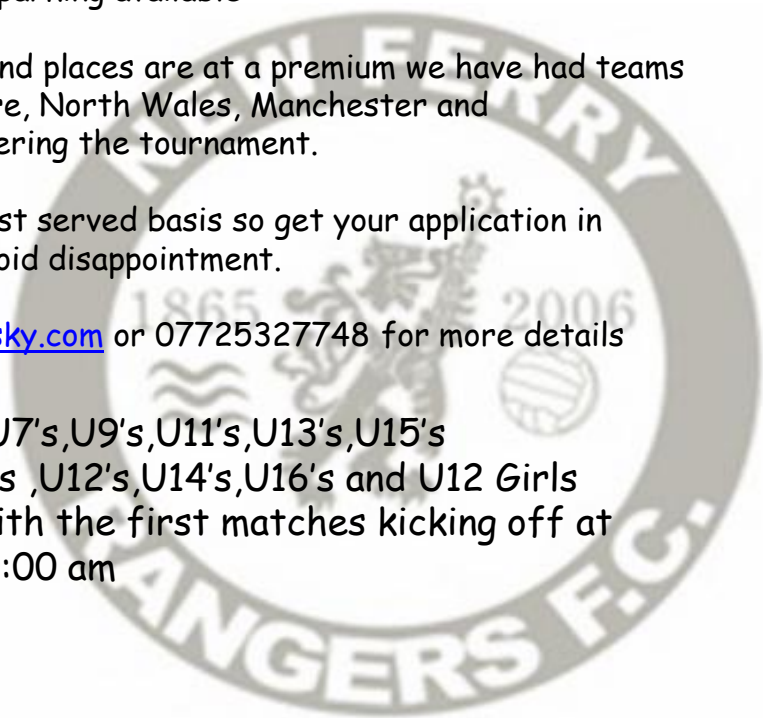 parking available
NEW FERRY
nd places are at a premium we have had teams
re, North Wales, Manchester and
ering the tournament.
st served basis so get your application in
oid disappointment.
1865 2006
sky.com or 07725327748 for more details
U7's,U9's,U11's,U13's,U15's
s ,U12's,U14's,U16's and U12 Girls
ith the first matches kicking off at
:00 am
RANGERS F.C.